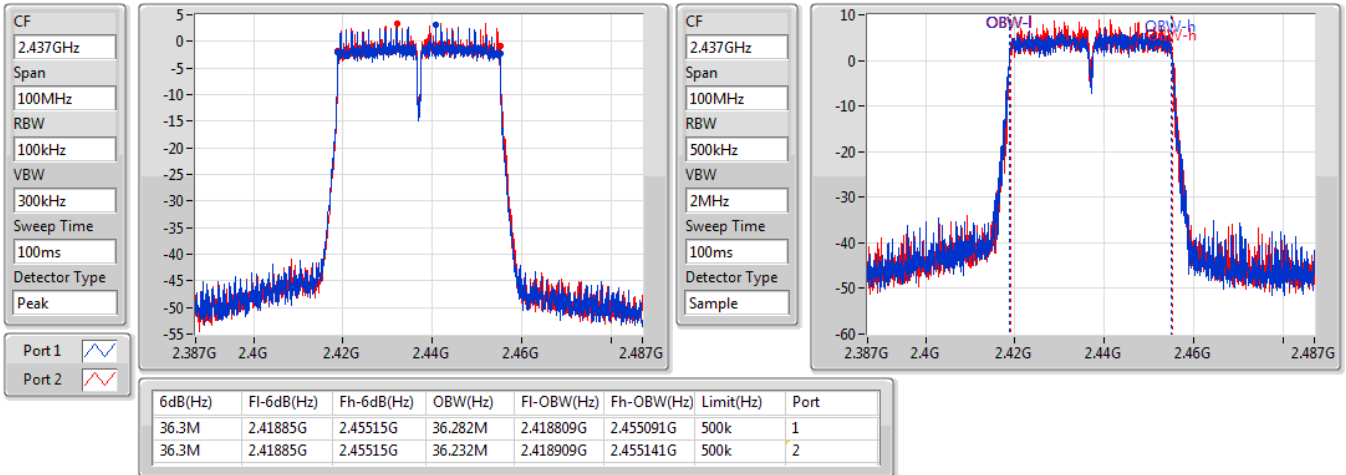 CF
2.437GHz
Span
100MHz
RBW
100kHz
VBW
300kHz
Sweep Time
100ms
Detector Type
Peak
Port 1
Port 2
5
0
-5
-10
-15
-20
-25
-30
-35
-40
-45
-50
-55
2.387G 2.4G 2.42G 2.44G 2.46G 2.487G
CF
2.437GHz
Span
100MHz
RBW
500kHz
VBW
2MHz
Sweep Time
100ms
Detector Type
Sample
10
0
-10
-20
-30
-40
-50
-60
OBW-l OBW-h
OBW-h
2.387G 2.4G 2.42G 2.44G 2.46G 2.487G
6dB(Hz) Fl-6dB(Hz) Fh-6dB(Hz) OBW(Hz) Fl-OBW(Hz) Fh-OBW(Hz) Limit(Hz) Port
36.3M 2.41885G 2.45515G 36.282M 2.418809G 2.455091G 500k 1
36.3M 2.41885G 2.45515G 36.232M 2.418909G 2.455141G 500k 2